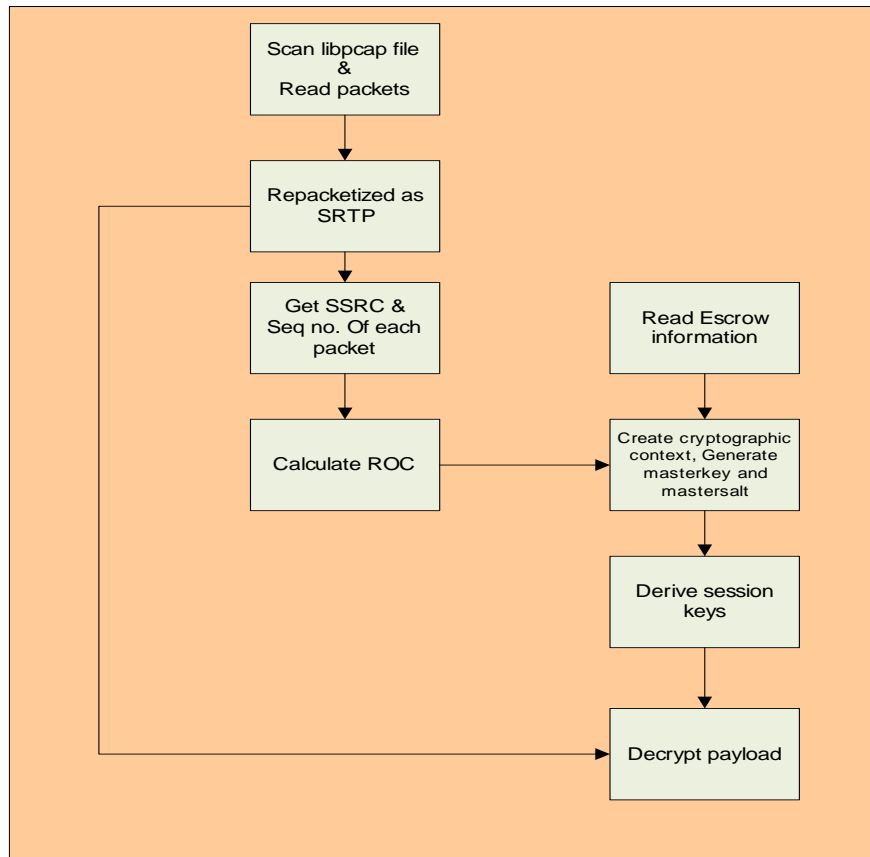 Scan libpcap file
&
Read packets
Repacketized as
SRTP
Get SSRC &
Seq no. Of each
packet
Read Escrow
information
Calculate ROC
Create cryptographic
context, Generate
masterkey and
mastersalt
Derive session
keys
Decrypt payload